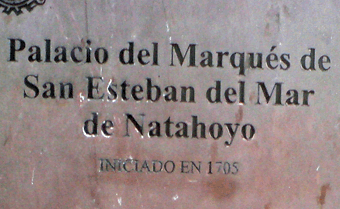 Palacio del Marqués de
San Esteban del Mar
de Natahoyo
INICIADO EN 1705